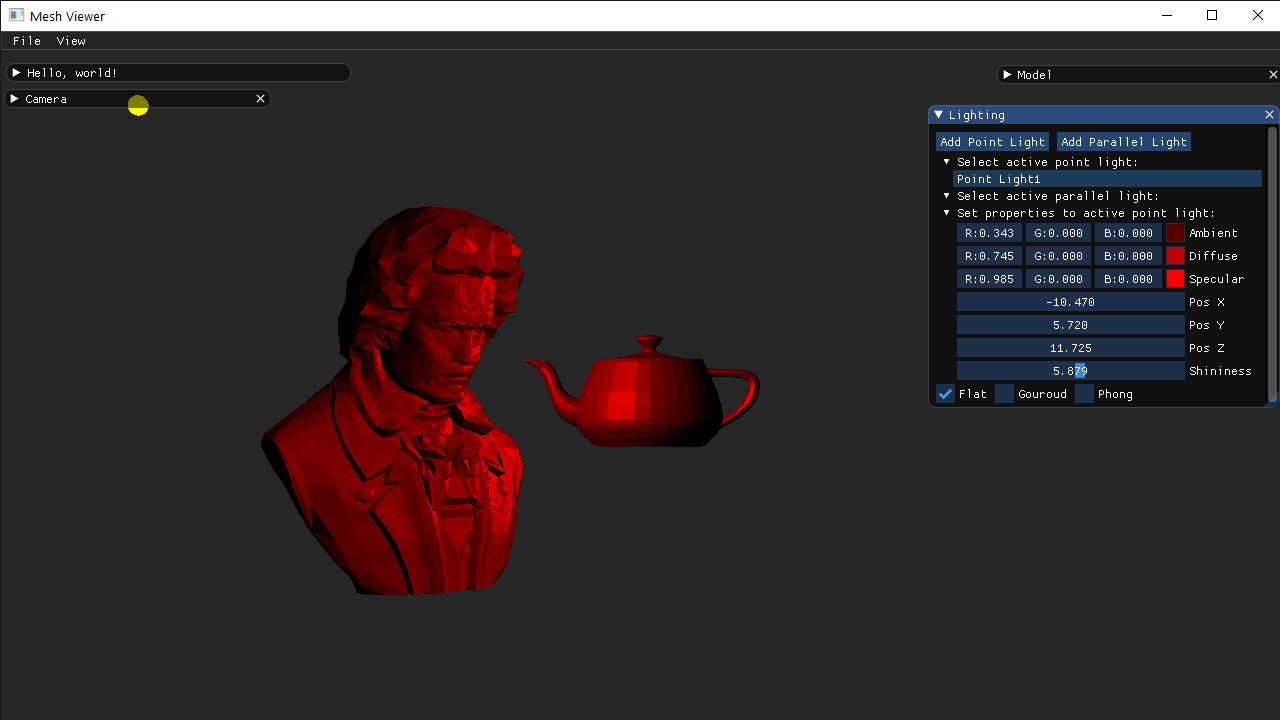 Mesh Viewer
File View
Hello, world!
Model
Camera
Lighting
Add Point Light Add Parallel Light
Select active point light:
Point Light1
Select active parallel light:
Set properties to active point light:
R:0.343 G:0.000 B:0.000 Ambient
R:0.745 G:0.000 B:0.000 Diffuse
R:0.985 G:0.000 B:0.000 Specular
-10.470 Pos X
5.720 Pos Y
11.725 Pos Z
5.879 Shininess
Flat Gouroud Phong